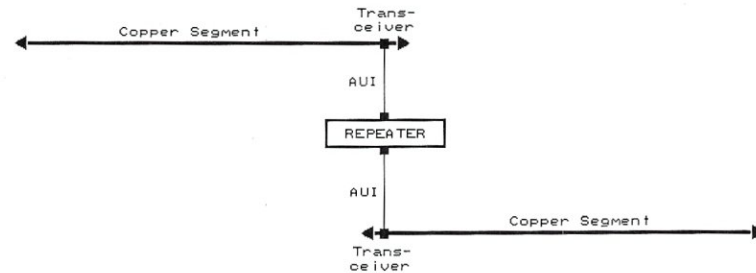 Trans-
ceiver
Copper Segment
AUI
REPEATER
AUI
Copper Segment
Trans-
ceiver